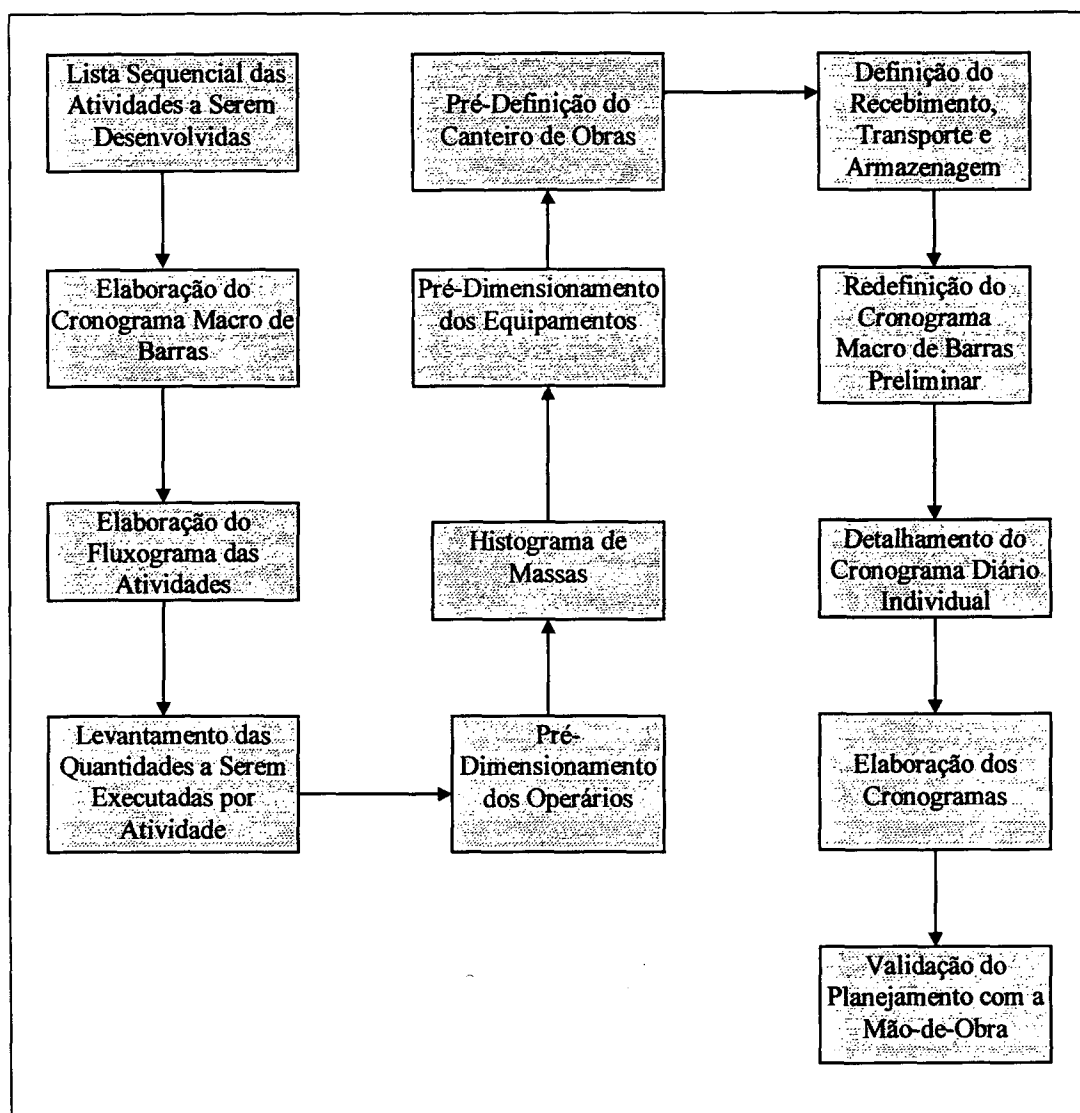 Lista Sequencial das
Atividades a Serem
Desenvolvidas
Elaboração do
Cronograma Macro de
Barras
Elaboração do
Fluxograma das
Atividades
Levantamento das
Quantidades a Serem
Executadas por
Atividade
Pré-
Dimensionamento
dos Operários
Histograma de
Massas
Pré-Dimensionamento
dos Equipamentos
Pré-Definição do
Canteiro de Obras
Definição do
Recebimento,
Transporte e
Armazenagem
Redefinição do
Cronograma
Macro de Barras
Preliminar
Detalhamento do
Cronograma Diário
Individual
Elaboração dos
Cronogramas
Validação do
Planejamento com a
Mão-de-Obra